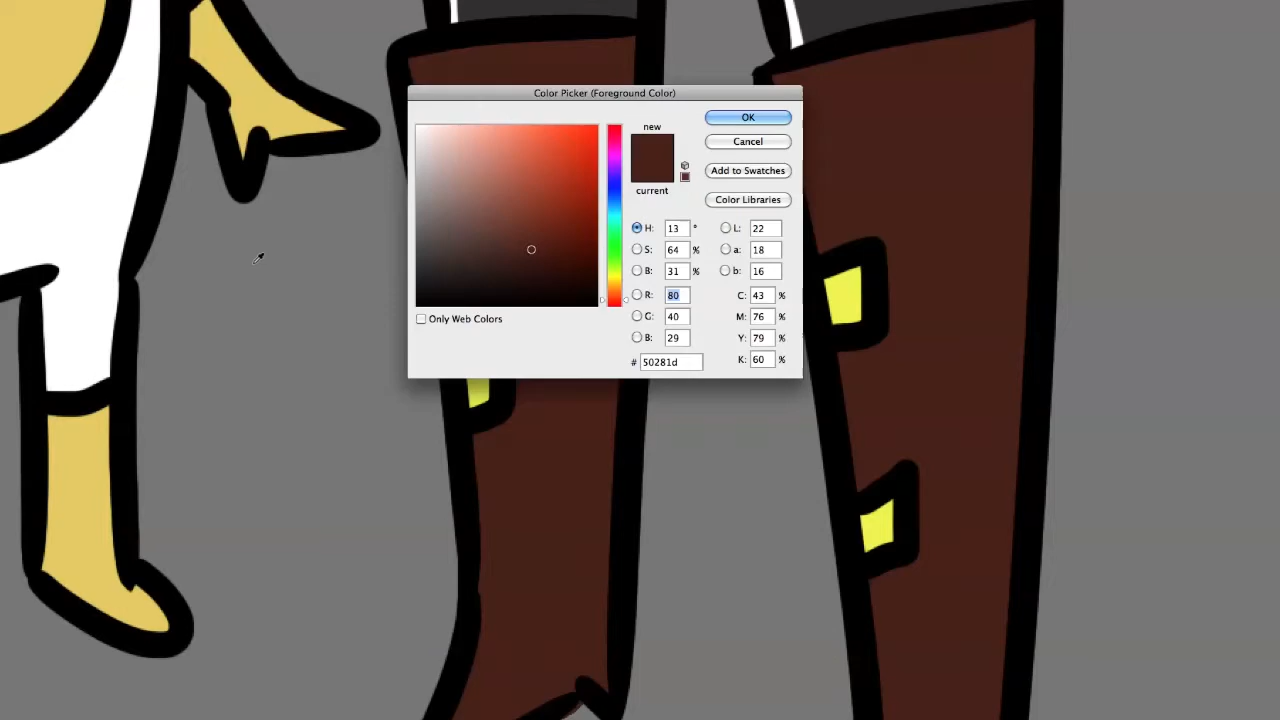 Color Picker (Foreground Color)
new
current
OK
Cancel
Add to Swatches
Color Libraries
H: 13 °
S: 64 %
B: 31 %
R: 80
G: 40
B: 29
# 50281d
L: 22
a: 18
b: 16
C: 43 %
M: 76 %
Y: 79 %
K: 60 %
Only Web Colors